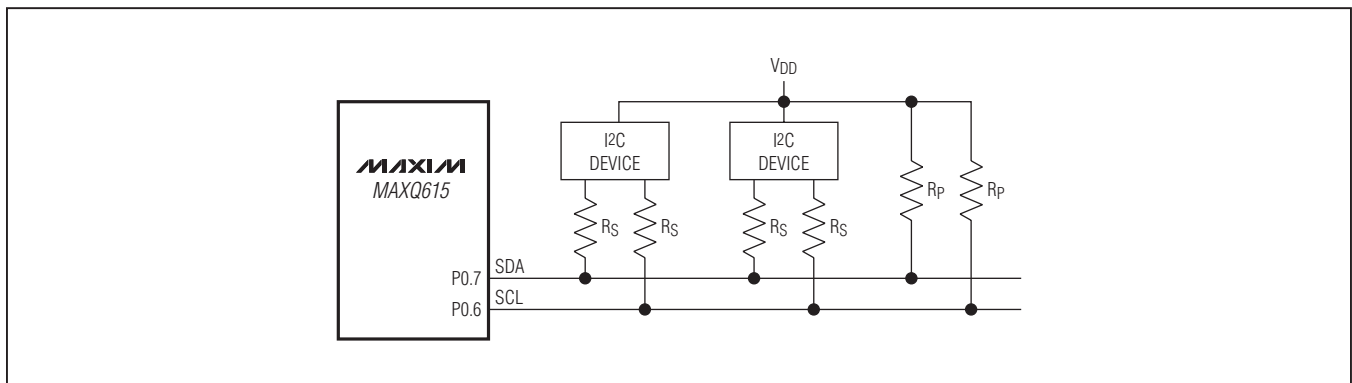 VDD
I2C
DEVICE
I2C
DEVICE
MAXIM
MAXQ615
RS
RS
RS
RS
RP
RP
P0.7
SDA
P0.6
SCL